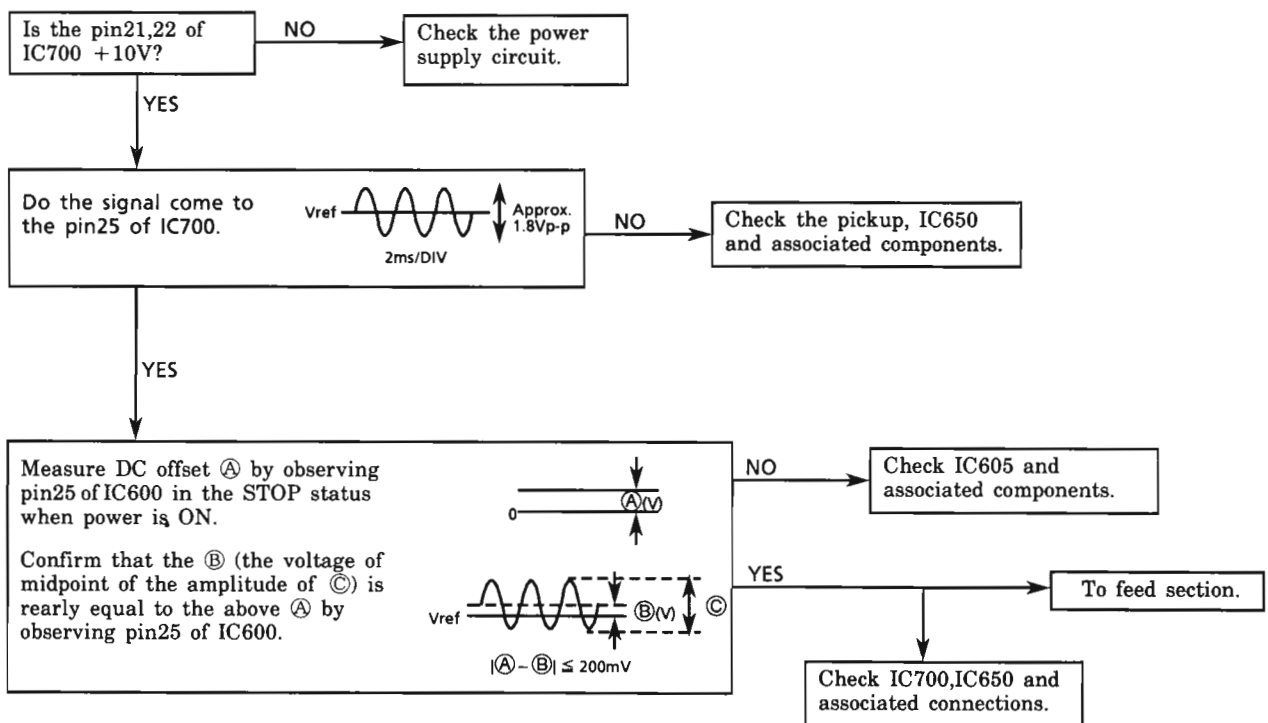 Is the pin21,22 of
IC700 +10V?
NO
Check the power
supply circuit.
YES
Do the signal come to
the pin25 of IC700.
Vref
Approx.
1.8Vp-p
2ms/DIV
NO
Check the pickup, IC650
and associated components.
YES
Measure DC offset Ⓐ by observing
pin25 of IC600 in the STOP status
when power is ON.
0
Ⓐ(V)
NO
Check IC605 and
associated components.
Confirm that the Ⓑ (the voltage of
midpoint of the amplitude of Ⓒ) is
rearly equal to the above Ⓐ by
observing pin25 of IC600.
Vref
Ⓑ(V)
Ⓒ
|Ⓐ-Ⓑ| ≤ 200mV
YES
To feed section.
Check IC700,IC650 and
associated connections.